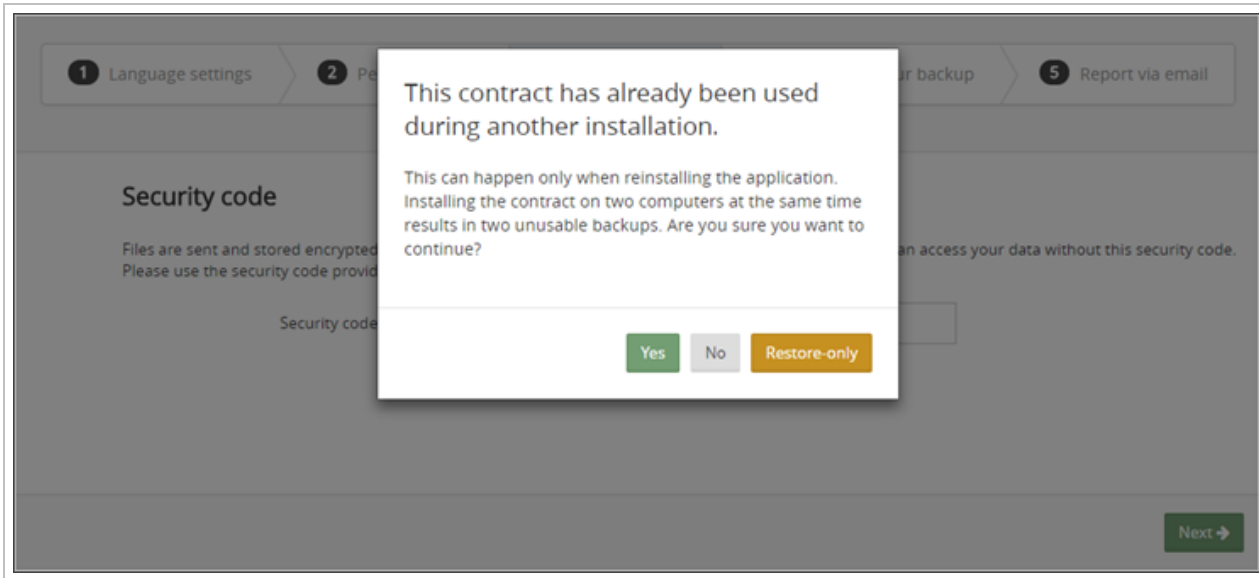 1 Language settings
2 Pe
ur backup
5 Report via email
This contract has already been used
during another installation.
This can happen only when reinstalling the application.
Installing the contract on two computers at the same time
results in two unusable backups. Are you sure you want to
continue?
Yes No Restore-only
Security code
Files are sent and stored encrypted
an access your data without this security code.
Please use the security code provid
Security code
Next